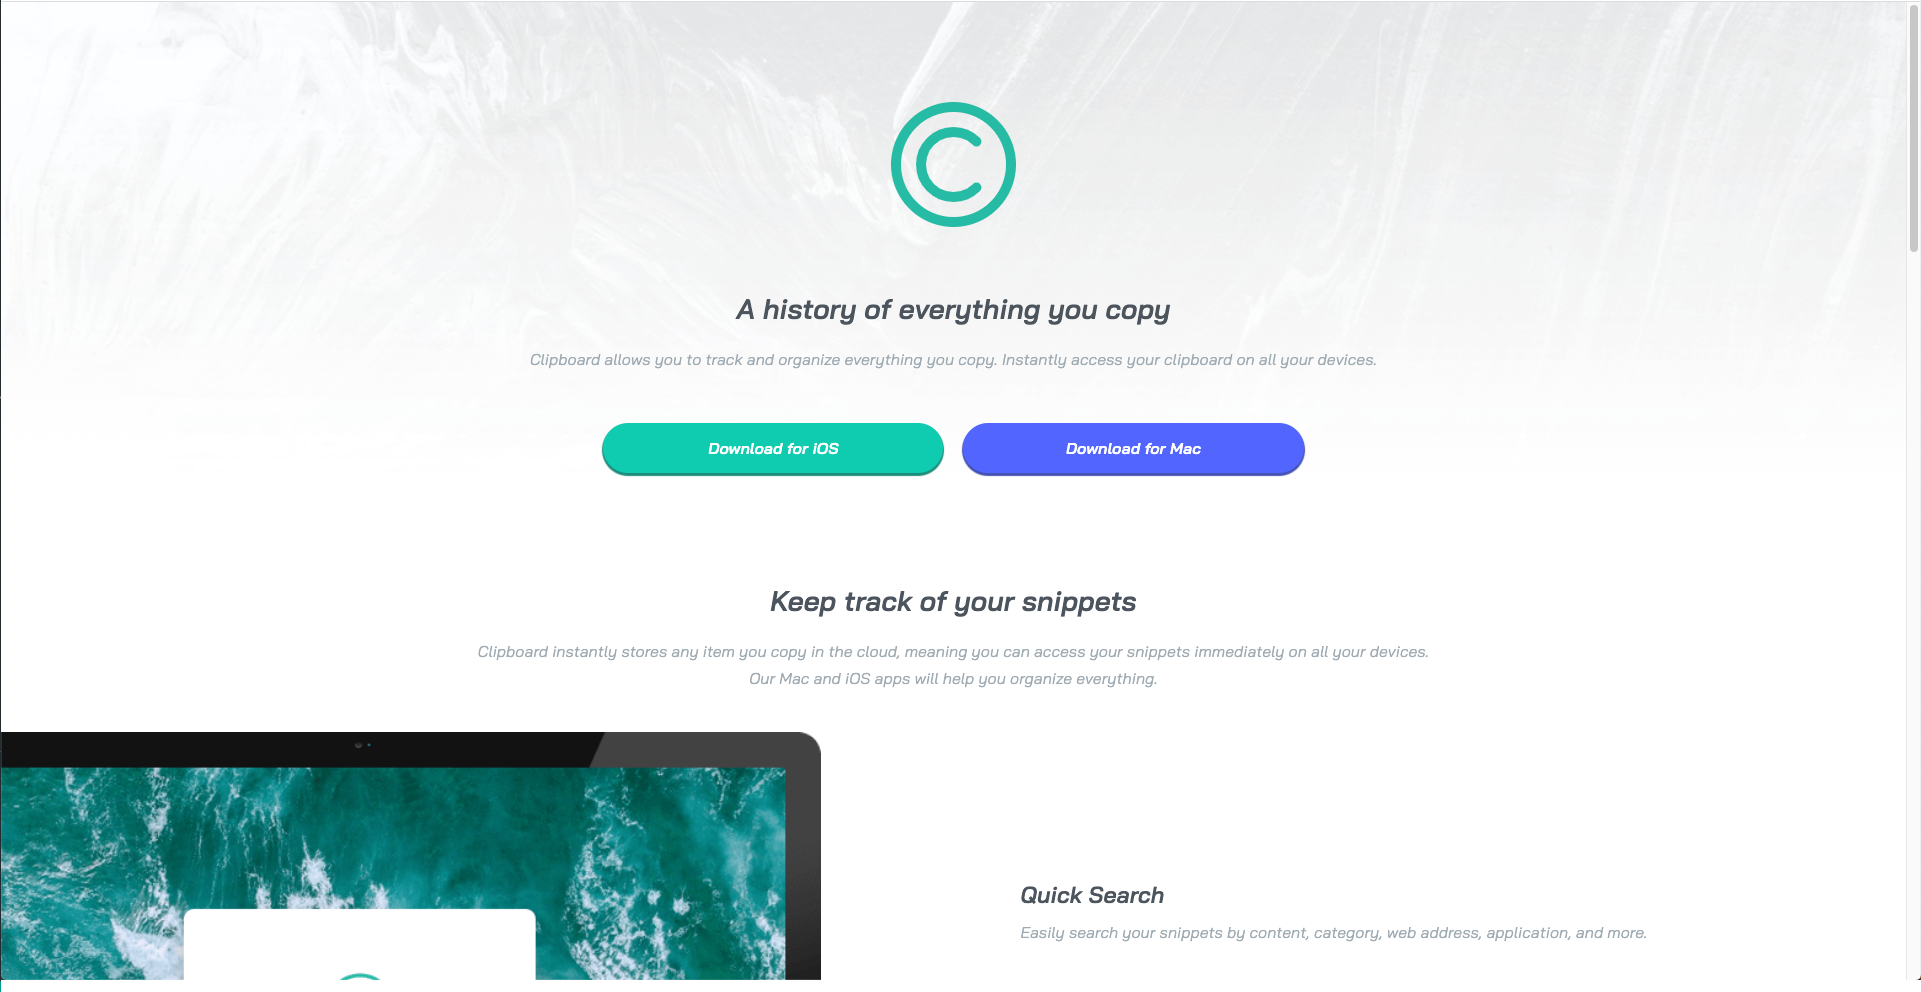 A history of everything you copy
Clipboard allows you to track and organize everything you copy. Instantly access your clipboard on all your devices.
Download for iOS
Download for Mac
Keep track of your snippets
Clipboard instantly stores any item you copy in the cloud, meaning you can access your snippets immediately on all your devices.
Our Mac and iOS apps will help you organize everything.
Quick Search
Easily search your snippets by content, category, web address, application, and more.